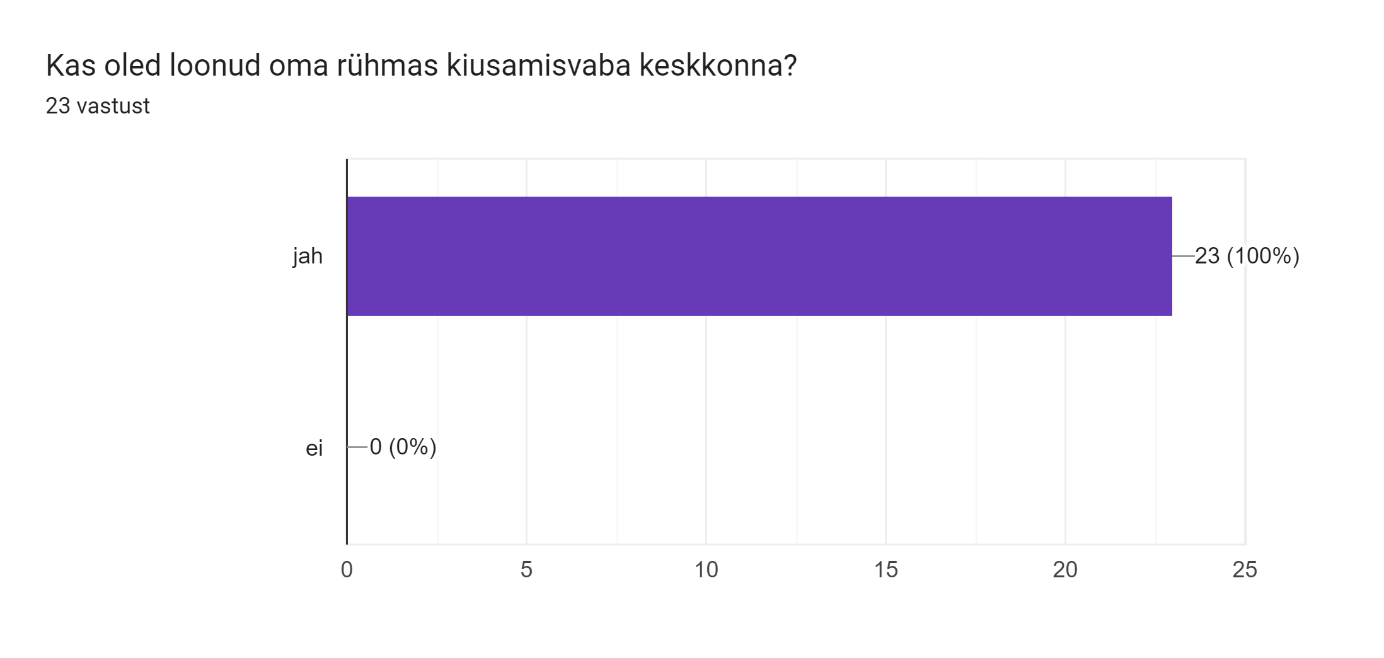 Kas oled loonud oma rühmas kiusamisvaba keskkonna?
23 vastust
jah
23 (100%)
ei
0 (0%)
0 5 10 15 20 25